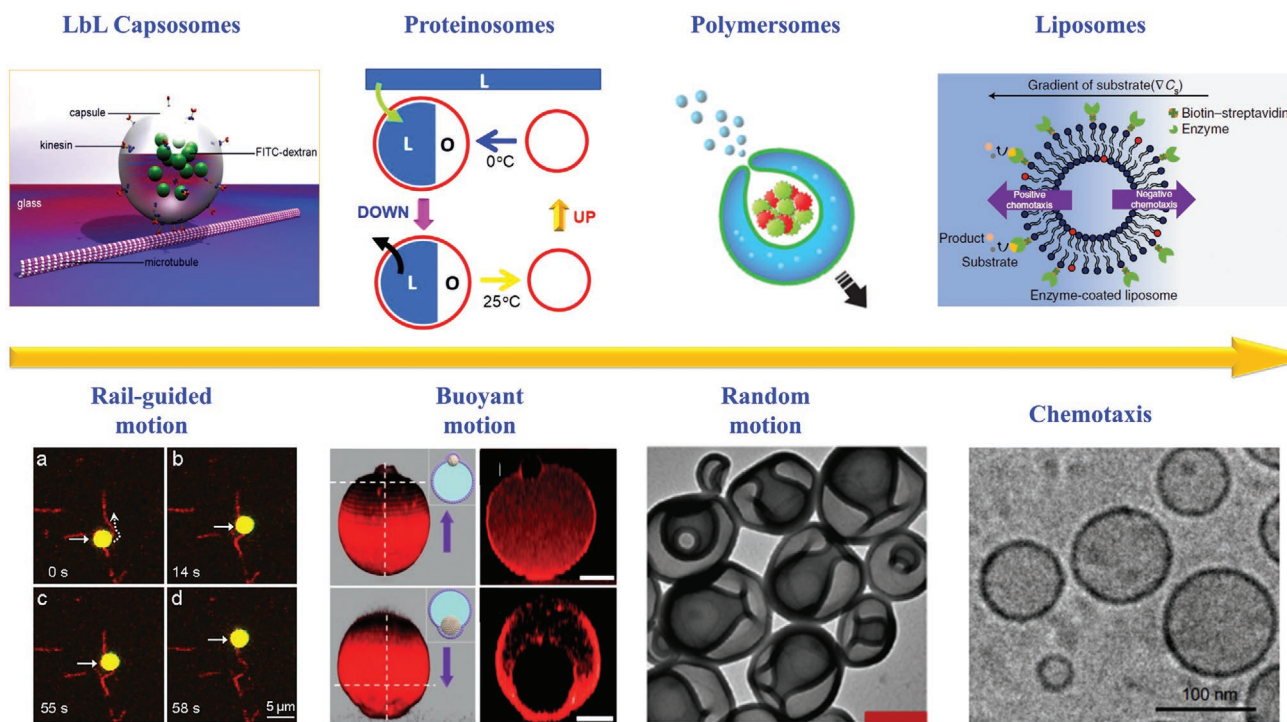 LbL Capsosomes
Proteinosomes
Polymersomes
Liposomes
capsule
kinesin
FITC-dextran
glass
microtubule
L
L
O
0°C
DOWN
UP
L
O
25°C
Gradient of substrate(∇Cs)
Biotin–streptavidin
Enzyme
Positive
chemotaxis
Negative
chemotaxis
Product
Substrate
Enzyme-coated liposome
Rail-guided
motion
Buoyant
motion
Random
motion
Chemotaxis
a
b
0 s
14 s
c
d
55 s
58 s
5 µm
100 nm